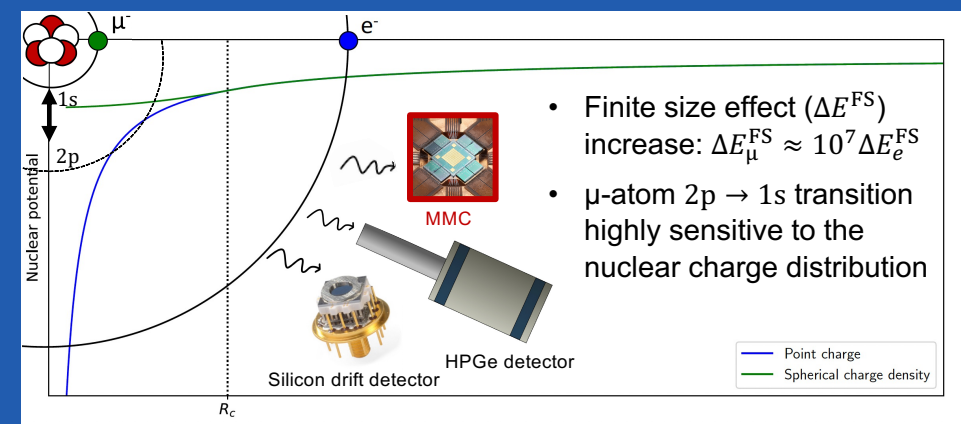 μ-
e-
1s
2p
Nuclear potential
MMC
HPGe detector
Silicon drift detector
R_c
• Finite size effect (ΔE^FS)
increase: ΔE_μ^FS ≈ 10^7 ΔE_e^FS
• μ-atom 2p → 1s transition
highly sensitive to the
nuclear charge distribution
Point charge
Spherical charge density